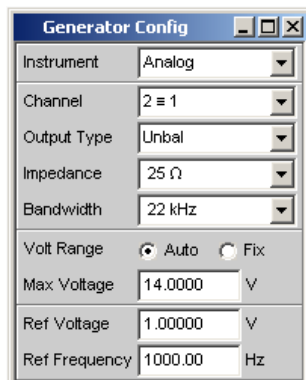 Generator Config
Instrument Analog
Channel 2 ≡ 1
Output Type Unbal
Impedance 25 Ω
Bandwidth 22 kHz
Volt Range Auto Fix
Max Voltage 14.0000 V
Ref Voltage 1.00000 V
Ref Frequency 1000.00 Hz